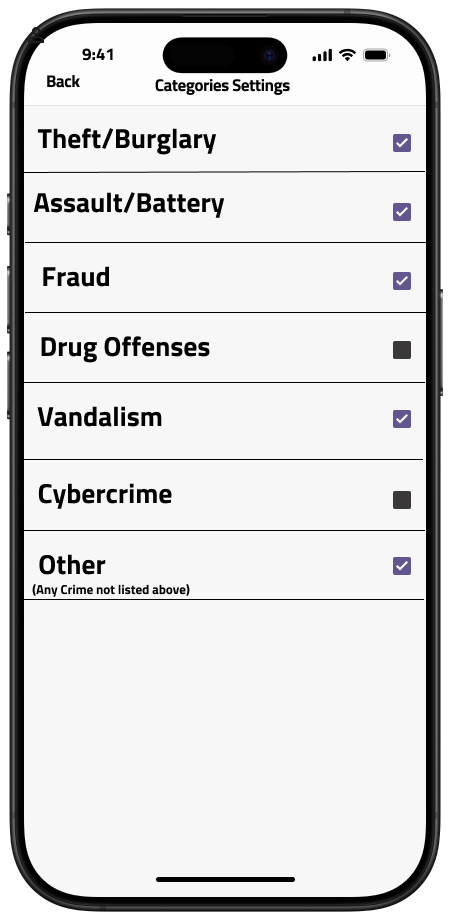 9:41
Back
Categories Settings
Theft/Burglary
Assault/Battery
Fraud
Drug Offenses
Vandalism
Cybercrime
Other
(Any Crime not listed above)